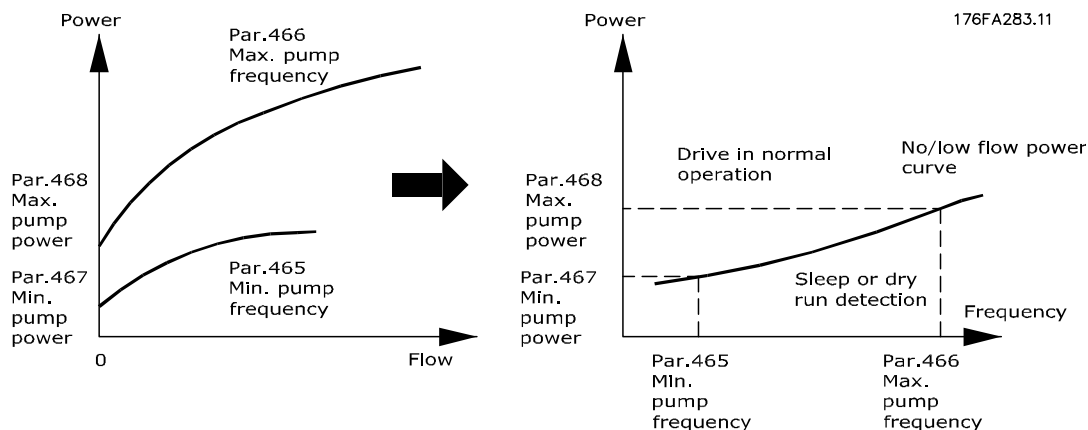 Power
Par.466
Max. pump
frequency
Par.468
Max.
pump
power
Par.467
Min.
pump
power
Par.465
Min. pump
frequency
0
Flow
Power
176FA283.11
Drive in normal
operation
No/low flow power
curve
Par.468
Max.
pump
power
Par.467
Min.
pump
power
Sleep or dry
run detection
Frequency
Par.465
Min.
pump
frequency
Par.466
Max.
pump
frequency